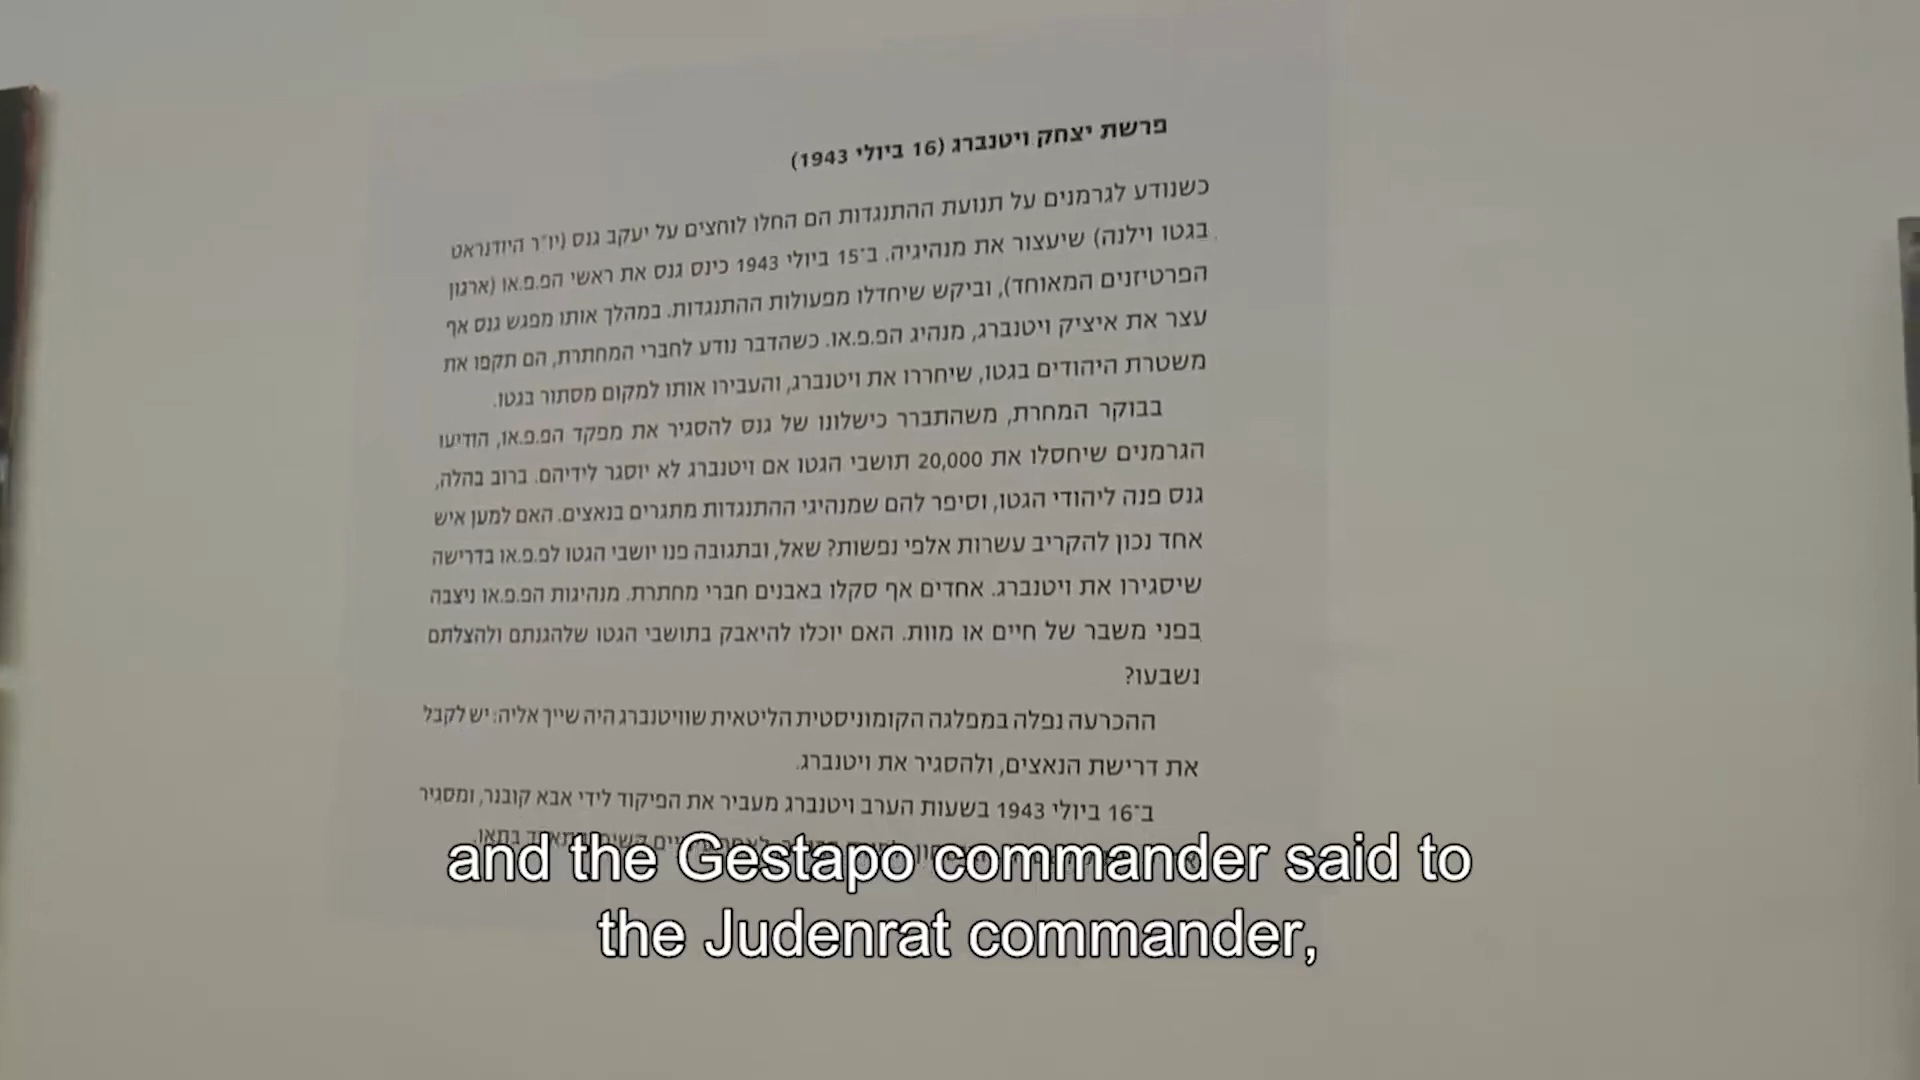 פרשת יצחק ויטנברג (16 ביולי 1943)
כשנודע לגרמנים על תנועת ההתנגדות הם החלו לוחצים על יעקב גנס (יו״ר היודנראט
בגטו וילנה) שיעצור את מנהיגיה. ב־15 ביולי 1943 כינס גנס את ראשי הפ.פ.או (ארגון
הפרטיזנים המאוחד), וביקש שיחדלו מפעולות ההתנגדות. במהלך אותו מפגש גנס אף
עצר את איציק ויטנברג, מנהיג הפ.פ.או. כשהדבר נודע לחברי המחתרת, הם תקפו את
משטרת היהודים בגטו, שיחררו את ויטנברג, והעבירו אותו למקום מסתור בגטו.
בבוקר המחרת, משהתברר כישלונו של גנס להסגיר את מפקד הפ.פ.או, הודיעו
הגרמנים שיחסלו את 20,000 תושבי הגטו אם ויטנברג לא יוסגר לידיהם. ברוב בהלה,
גנס פנה ליהודי הגטו, וסיפר להם שמנהיגי ההתנגדות מתגרים בנאצים. האם למען איש
אחד נכון להקריב עשרות אלפי נפשות? שאל, ובתגובה פנו יושבי הגטו לפ.פ.או בדרישה
שיסגירו את ויטנברג. אחדים אף סקלו באבנים חברי מחתרת. מנהיגות הפ.פ.או ניצבה
בפני משבר של חיים או מוות. האם יוכלו להיאבק בתושבי הגטו שלהגנתם ולהצלתם
נשבעו?
ההכרעה נפלה במפלגה הקומוניסטית הליטאית שוויטנברג היה שייך אליה: יש לקבל
את דרישת הנאצים, ולהסגיר את ויטנברג.
ב־16 ביולי 1943 בשעות הערב ויטנברג מעביר את הפיקוד לידי אבא קובנר, ומסגיר
בתאו.
and the Gestapo commander said to
the Judenrat commander,